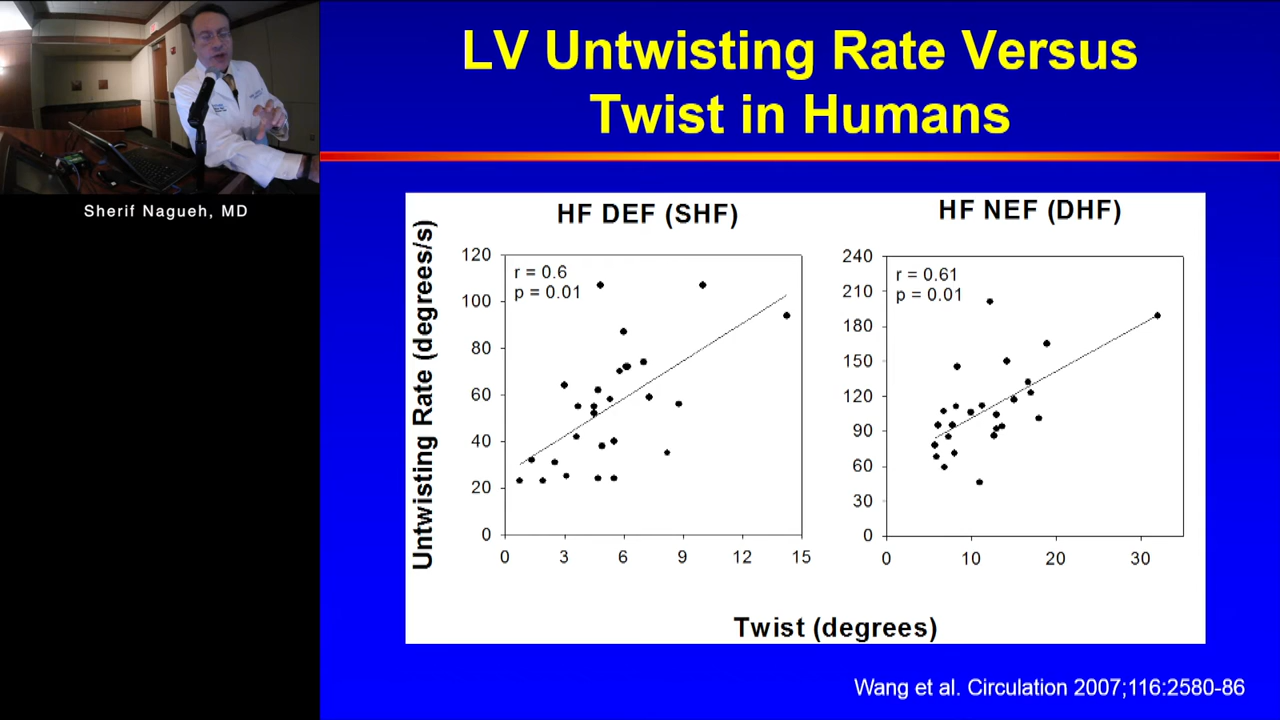 LV Untwisting Rate Versus
Twist in Humans
Sherif Nagueh, MD
HF DEF (SHF)
HF NEF (DHF)
Untwisting Rate (degrees/s)
120
100
80
60
40
20
0
r = 0.6
p = 0.01
0 3 6 9 12 15
240
210
180
150
120
90
60
30
0
r = 0.61
p = 0.01
0 10 20 30
Twist (degrees)
Wang et al. Circulation 2007;116:2580-86